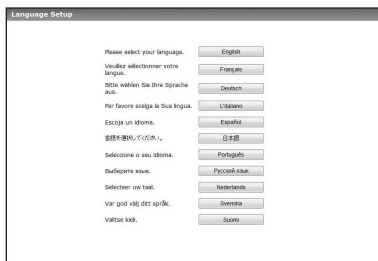 Language Setup
Please select your language. English
Veuillez sélectionner votre
langue. Français
Bitte wählen Sie Ihre Sprache
aus. Deutsch
Per favore scelga la Sua lingua. L'Italiano
Escoja un idioma. Español
言語を選択してください。 日本語
Seleccione o seu idioma. Português
Выберите язык. Русский язык
Selecteer uw taal. Nederlands
Var god välj ditt språk. Svenska
Valitse kieli. Suomi